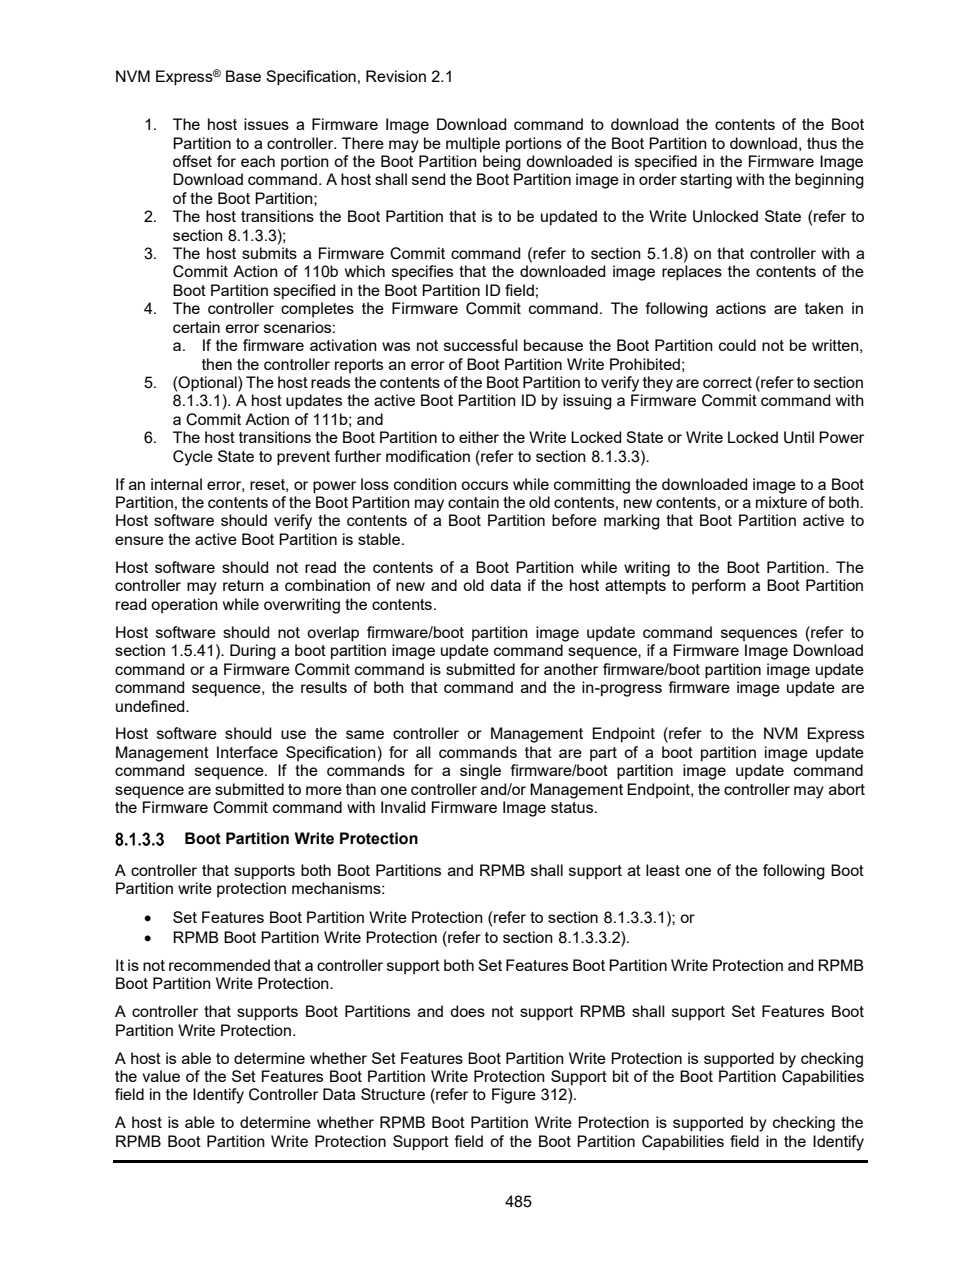 NVM Express® Base Specification, Revision 2.1
1. The host issues a Firmware Image Download command to download the contents of the Boot
Partition to a controller. There may be multiple portions of the Boot Partition to download, thus the
offset for each portion of the Boot Partition being downloaded is specified in the Firmware Image
Download command. A host shall send the Boot Partition image in order starting with the beginning
of the Boot Partition;
2. The host transitions the Boot Partition that is to be updated to the Write Unlocked State (refer to
section 8.1.3.3);
3. The host submits a Firmware Commit command (refer to section 5.1.8) on that controller with a
Commit Action of 110b which specifies that the downloaded image replaces the contents of the
Boot Partition specified in the Boot Partition ID field;
4. The controller completes the Firmware Commit command. The following actions are taken in
certain error scenarios:
a. If the firmware activation was not successful because the Boot Partition could not be written,
then the controller reports an error of Boot Partition Write Prohibited;
5. (Optional) The host reads the contents of the Boot Partition to verify they are correct (refer to section
8.1.3.1). A host updates the active Boot Partition ID by issuing a Firmware Commit command with
a Commit Action of 111b; and
6. The host transitions the Boot Partition to either the Write Locked State or Write Locked Until Power
Cycle State to prevent further modification (refer to section 8.1.3.3).
If an internal error, reset, or power loss condition occurs while committing the downloaded image to a Boot
Partition, the contents of the Boot Partition may contain the old contents, new contents, or a mixture of both.
Host software should verify the contents of a Boot Partition before marking that Boot Partition active to
ensure the active Boot Partition is stable.
Host software should not read the contents of a Boot Partition while writing to the Boot Partition. The
controller may return a combination of new and old data if the host attempts to perform a Boot Partition
read operation while overwriting the contents.
Host software should not overlap firmware/boot partition image update command sequences (refer to
section 1.5.41). During a boot partition image update command sequence, if a Firmware Image Download
command or a Firmware Commit command is submitted for another firmware/boot partition image update
command sequence, the results of both that command and the in-progress firmware image update are
undefined.
Host software should use the same controller or Management Endpoint (refer to the NVM Express
Management Interface Specification) for all commands that are part of a boot partition image update
command sequence. If the commands for a single firmware/boot partition image update command
sequence are submitted to more than one controller and/or Management Endpoint, the controller may abort
the Firmware Commit command with Invalid Firmware Image status.
8.1.3.3 Boot Partition Write Protection
A controller that supports both Boot Partitions and RPMB shall support at least one of the following Boot
Partition write protection mechanisms:
• Set Features Boot Partition Write Protection (refer to section 8.1.3.3.1); or
• RPMB Boot Partition Write Protection (refer to section 8.1.3.3.2).
It is not recommended that a controller support both Set Features Boot Partition Write Protection and RPMB
Boot Partition Write Protection.
A controller that supports Boot Partitions and does not support RPMB shall support Set Features Boot
Partition Write Protection.
A host is able to determine whether Set Features Boot Partition Write Protection is supported by checking
the value of the Set Features Boot Partition Write Protection Support bit of the Boot Partition Capabilities
field in the Identify Controller Data Structure (refer to Figure 312).
A host is able to determine whether RPMB Boot Partition Write Protection is supported by checking the
RPMB Boot Partition Write Protection Support field of the Boot Partition Capabilities field in the Identify
485